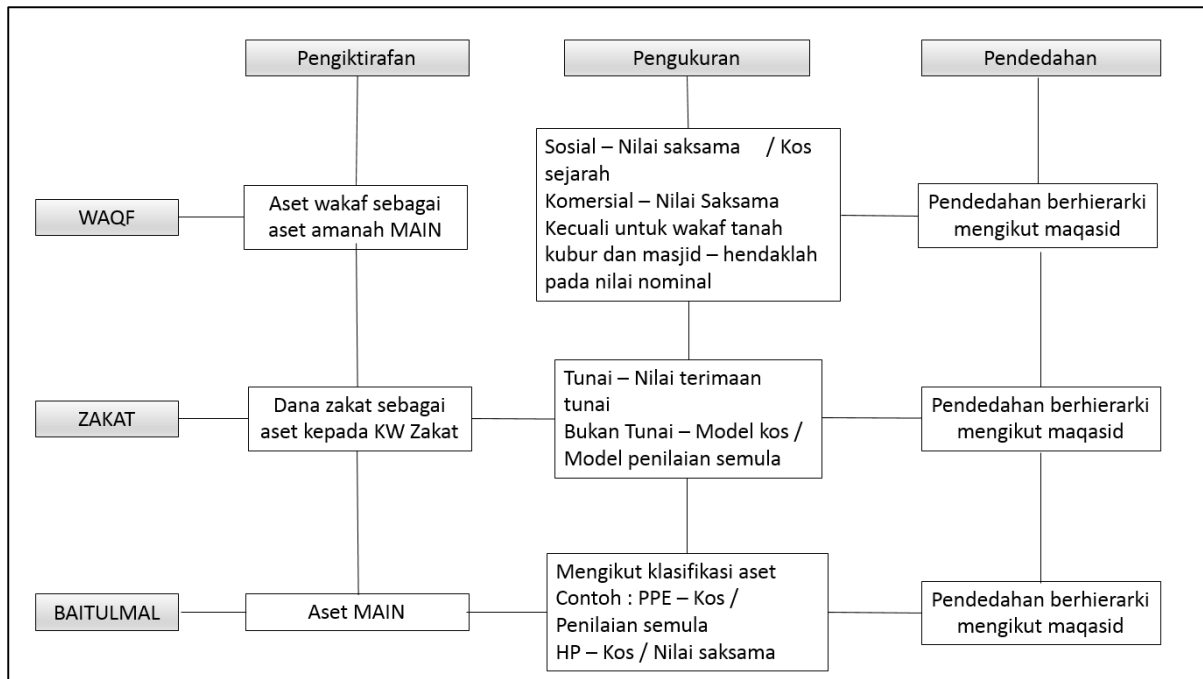 Pengiktirafan
Pengukuran
Pendedahan
WAQF
Aset wakaf sebagai
aset amanah MAIN
Sosial – Nilai saksama / Kos
sejarah
Komersial – Nilai Saksama
Kecuali untuk wakaf tanah
kubur dan masjid – hendaklah
pada nilai nominal
Pendedahan berhierarki
mengikut maqasid
ZAKAT
Dana zakat sebagai
aset kepada KW Zakat
Tunai – Nilai terimaan
tunai
Bukan Tunai – Model kos /
Model penilaian semula
Pendedahan berhierarki
mengikut maqasid
BAITULMAL
Aset MAIN
Mengikut klasifikasi aset
Contoh : PPE – Kos /
Penilaian semula
HP – Kos / Nilai saksama
Pendedahan berhierarki
mengikut maqasid